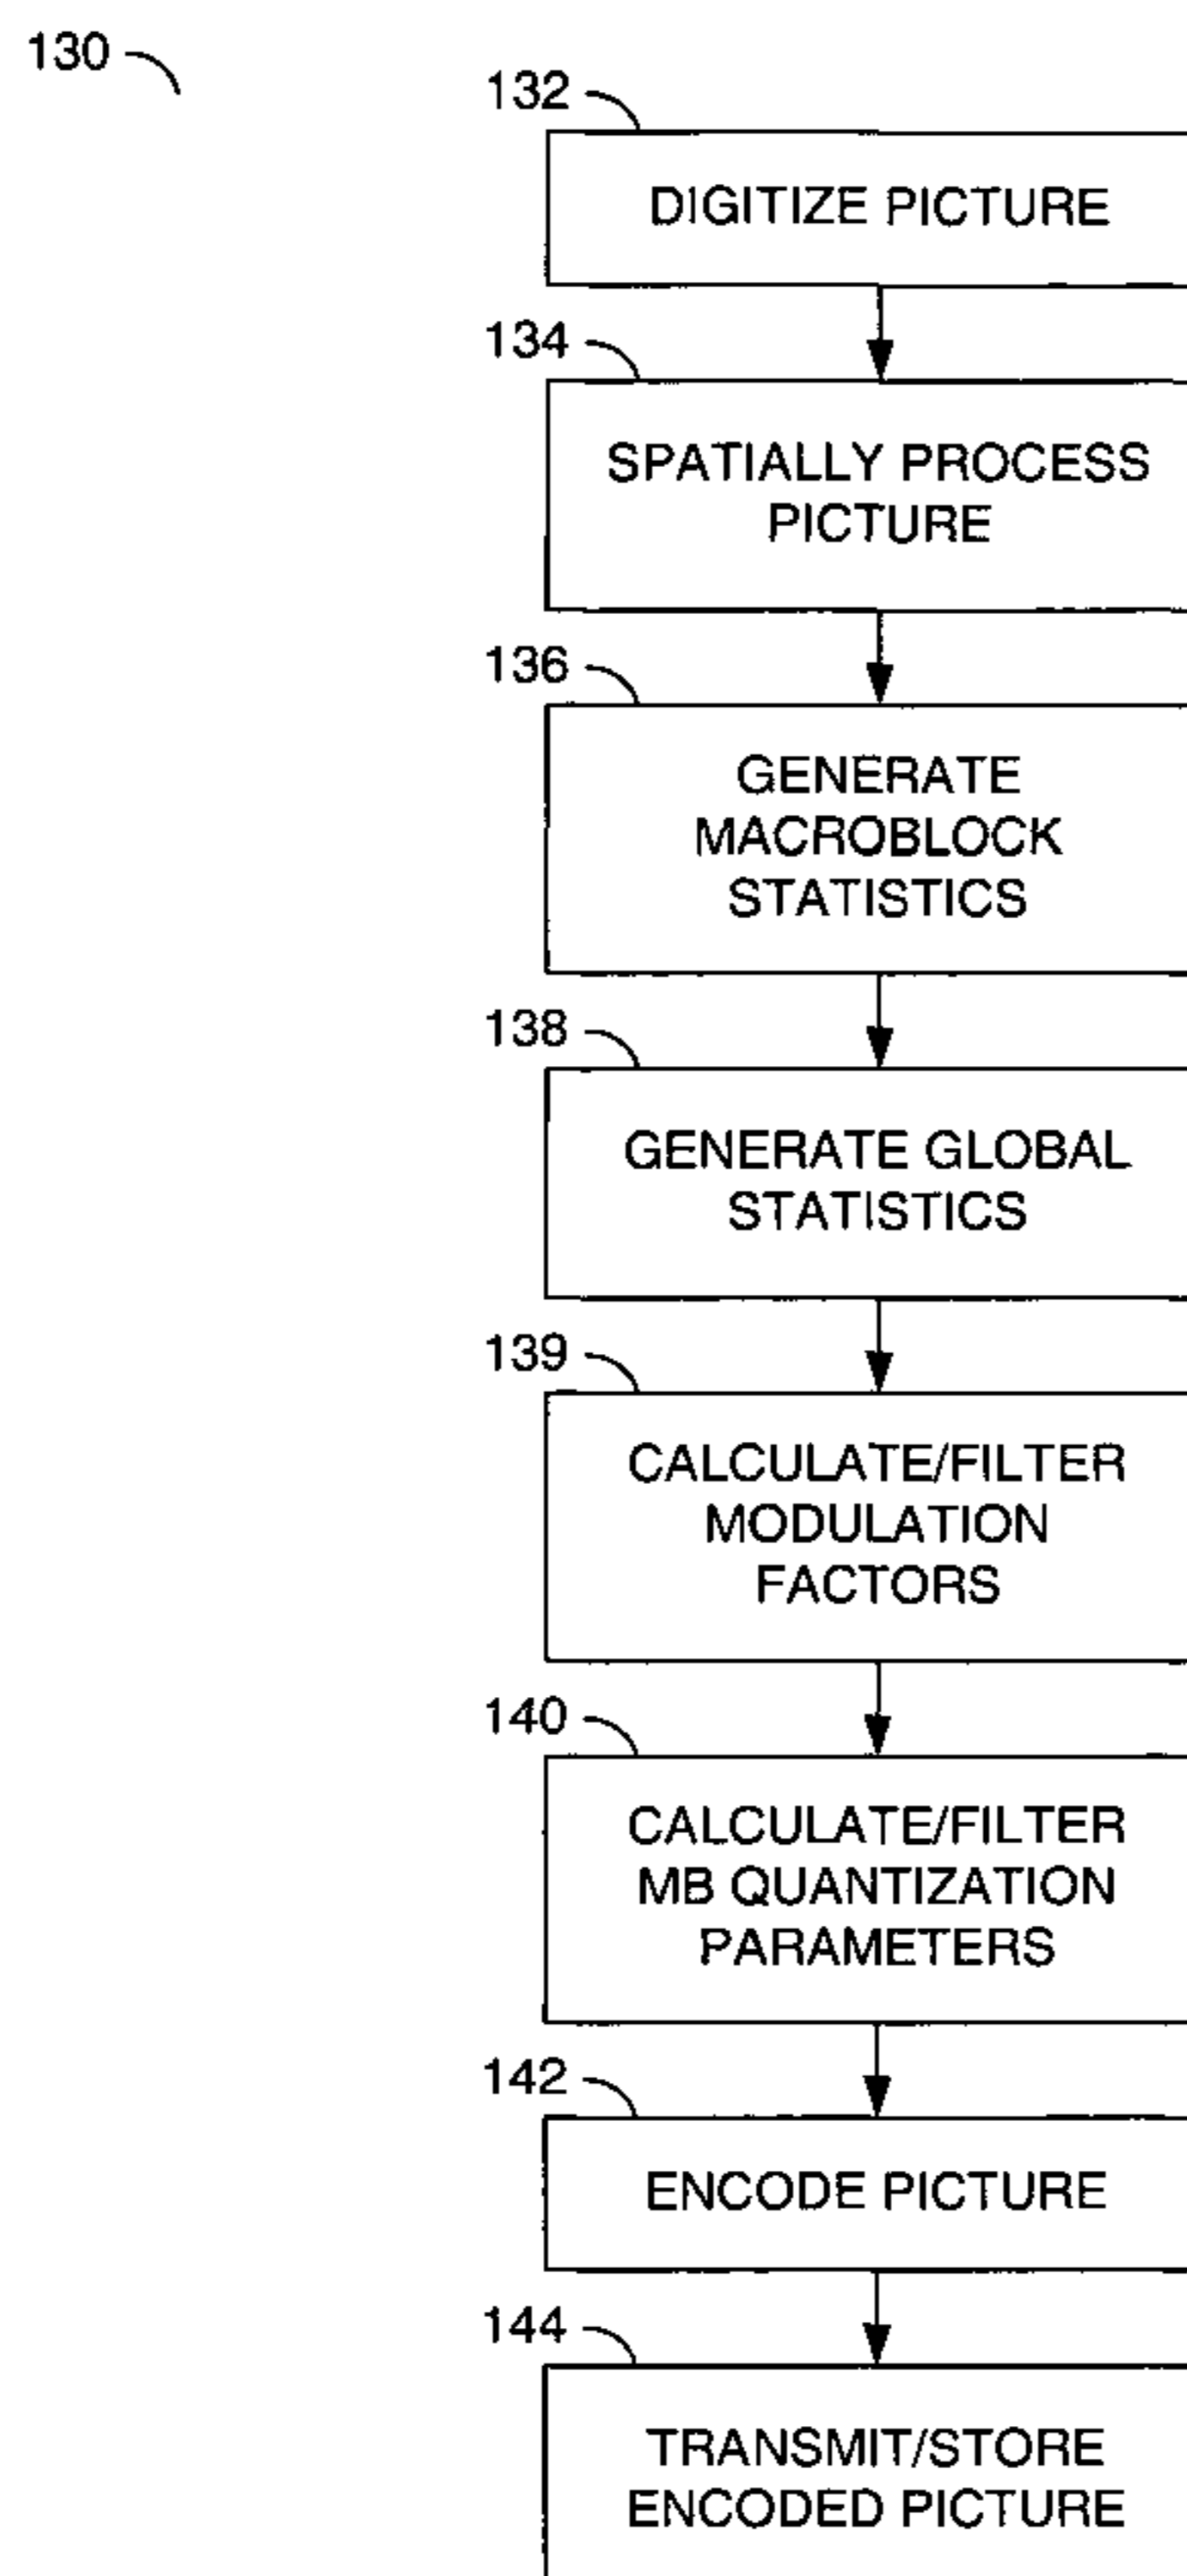 130
132
DIGITIZE PICTURE
134
SPATIALLY PROCESS
PICTURE
136
GENERATE
MACROBLOCK
STATISTICS
138
GENERATE GLOBAL
STATISTICS
139
CALCULATE/FILTER
MODULATION
FACTORS
140
CALCULATE/FILTER
MB QUANTIZATION
PARAMETERS
142
ENCODE PICTURE
144
TRANSMIT/STORE
ENCODED PICTURE